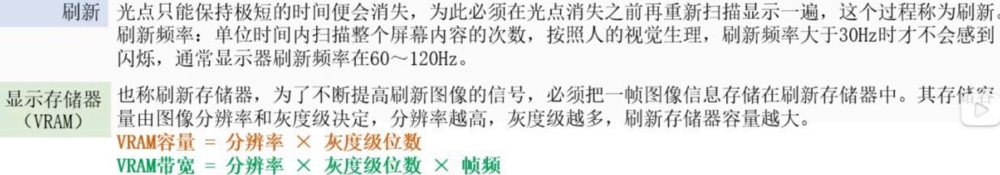 刷新 光点只能保持极短的时间便会消失，为此必须在光点消失之前再重新扫描显示一遍，这个过程称为刷新。
刷新频率：单位时间内扫描整个屏幕内容的次数，按照人的视觉生理，刷新频率大于30Hz时才不会感到
闪烁，通常显示器刷新频率在60～120Hz。
显示存储器
（VRAM）
也称刷新存储器，为了不断提高刷新图像的信号，必须把一帧图像信息存储在刷新存储器中。其存储容
量由图像分辨率和灰度级决定，分辨率越高，灰度级越多，刷新存储器容量越大。
VRAM容量 = 分辨率 × 灰度级位数
VRAM带宽 = 分辨率 × 灰度级位数 × 帧频